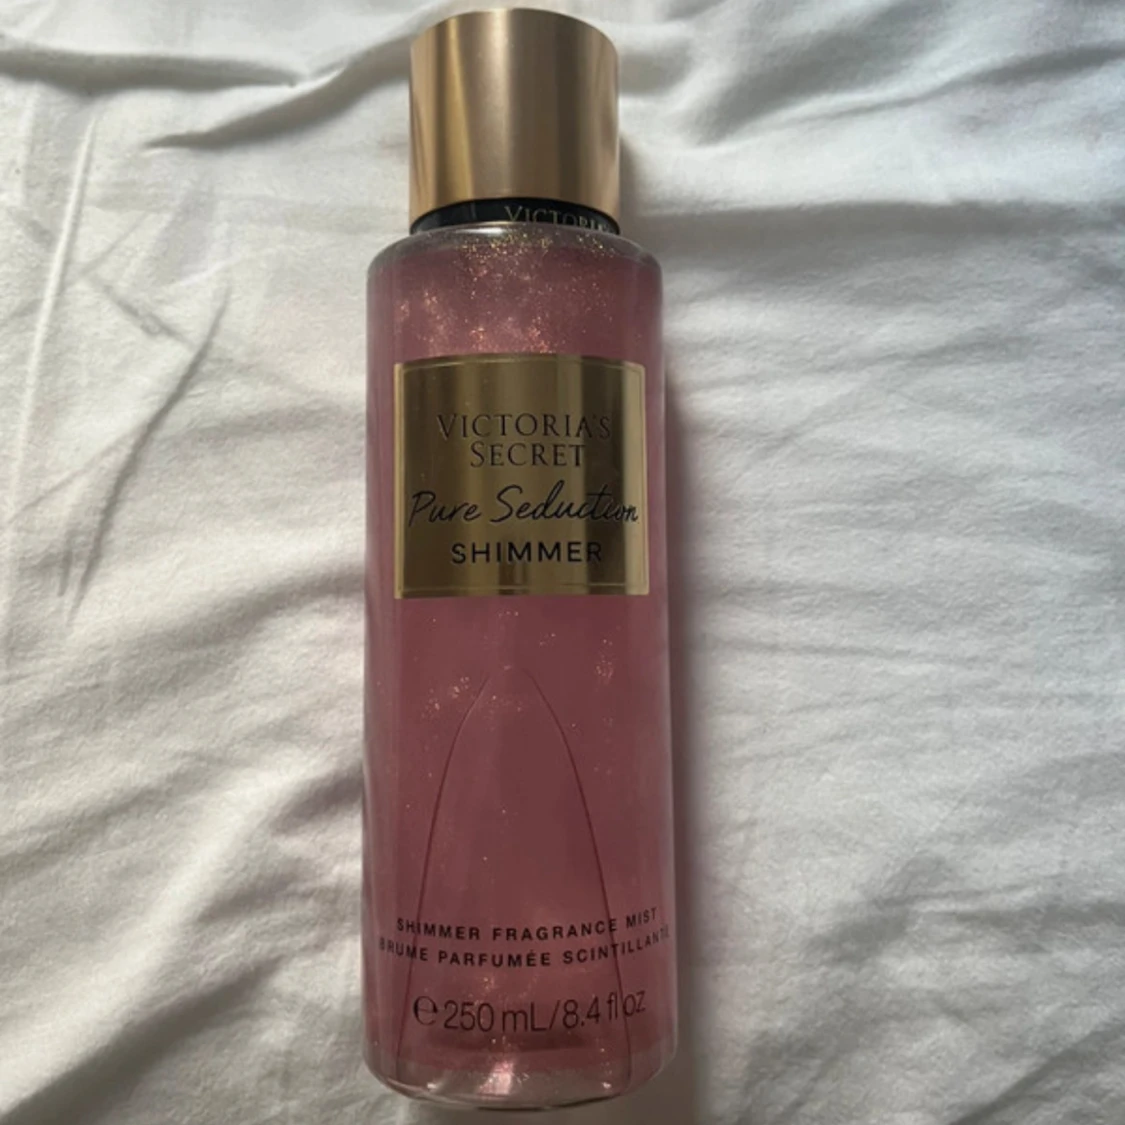 VICTORIA'S
SECRET
Pure Seduction
SHIMMER
SHIMMER FRAGRANCE MIST
BRUME PARFUMÉE SCINTILLANTE
℮ 250 mL/8.4 fl oz